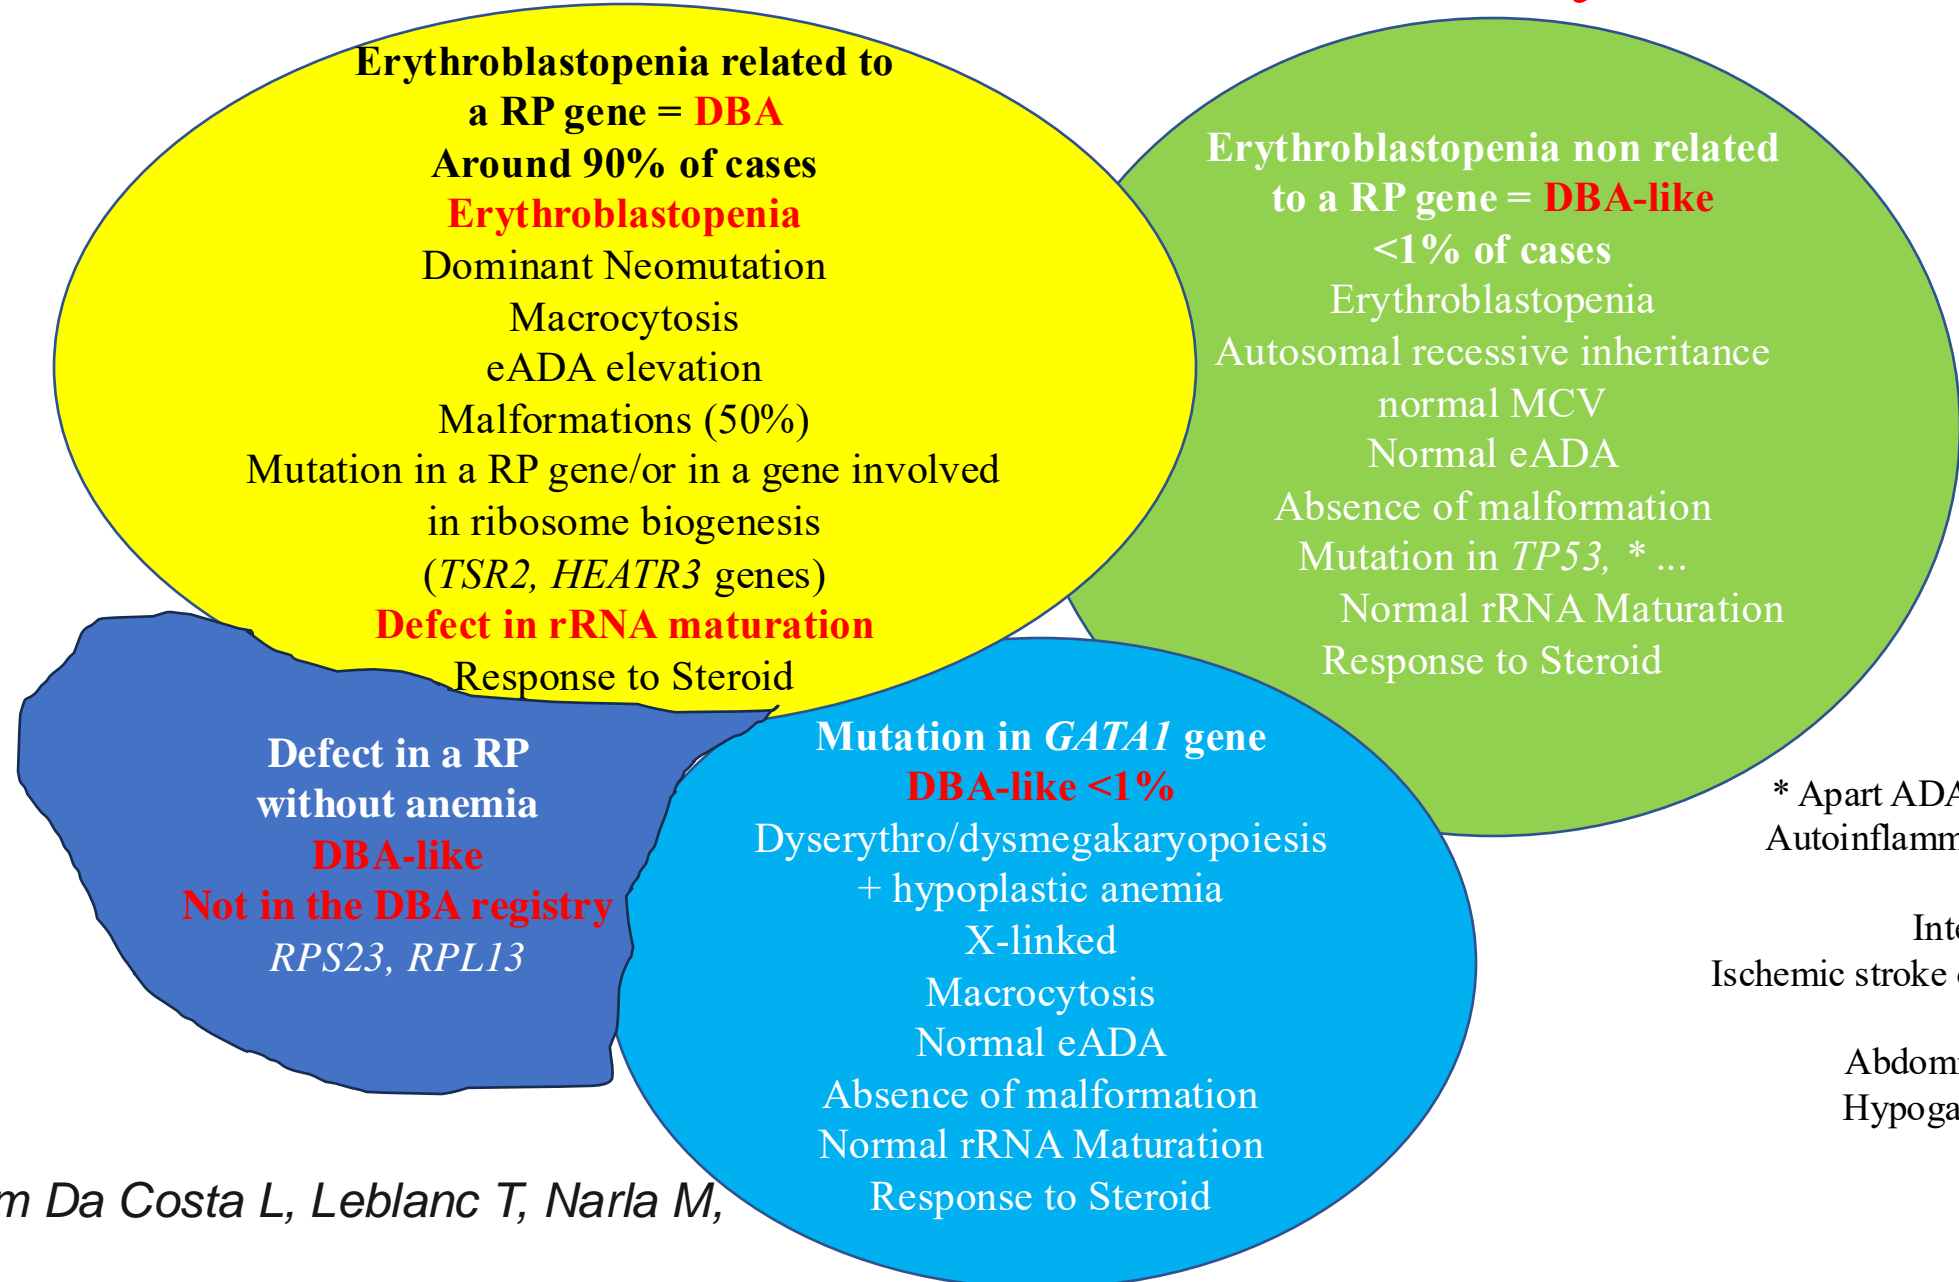 Erythroblastopenia related to
a RP gene = DBA
Around 90% of cases
Erythroblastopenia
Dominant Neomutation
Macrocytosis
eADA elevation
Malformations (50%)
Mutation in a RP gene/or in a gene involved
in ribosome biogenesis
(TSR2, HEATR3 genes)
Defect in rRNA maturation
Response to Steroid
Erythroblastopenia non related
to a RP gene = DBA-like
<1% of cases
Erythroblastopenia
Autosomal recessive inheritance
normal MCV
Normal eADA
Absence of malformation
Mutation in TP53, * ...
Normal rRNA Maturation
Response to Steroid
Defect in a RP
without anemia
DBA-like
Not in the DBA registry
RPS23, RPL13
Mutation in GATA1 gene
DBA-like <1%
Dyserythro/dysmegakaryopoiesis
+ hypoplastic anemia
X-linked
Macrocytosis
Normal eADA
Absence of malformation
Normal rRNA Maturation
Response to Steroid
* Apart ADA
Autoinflamm
Inte
Ischemic stroke
Abdom
Hypoga
m Da Costa L, Leblanc T, Narla M,